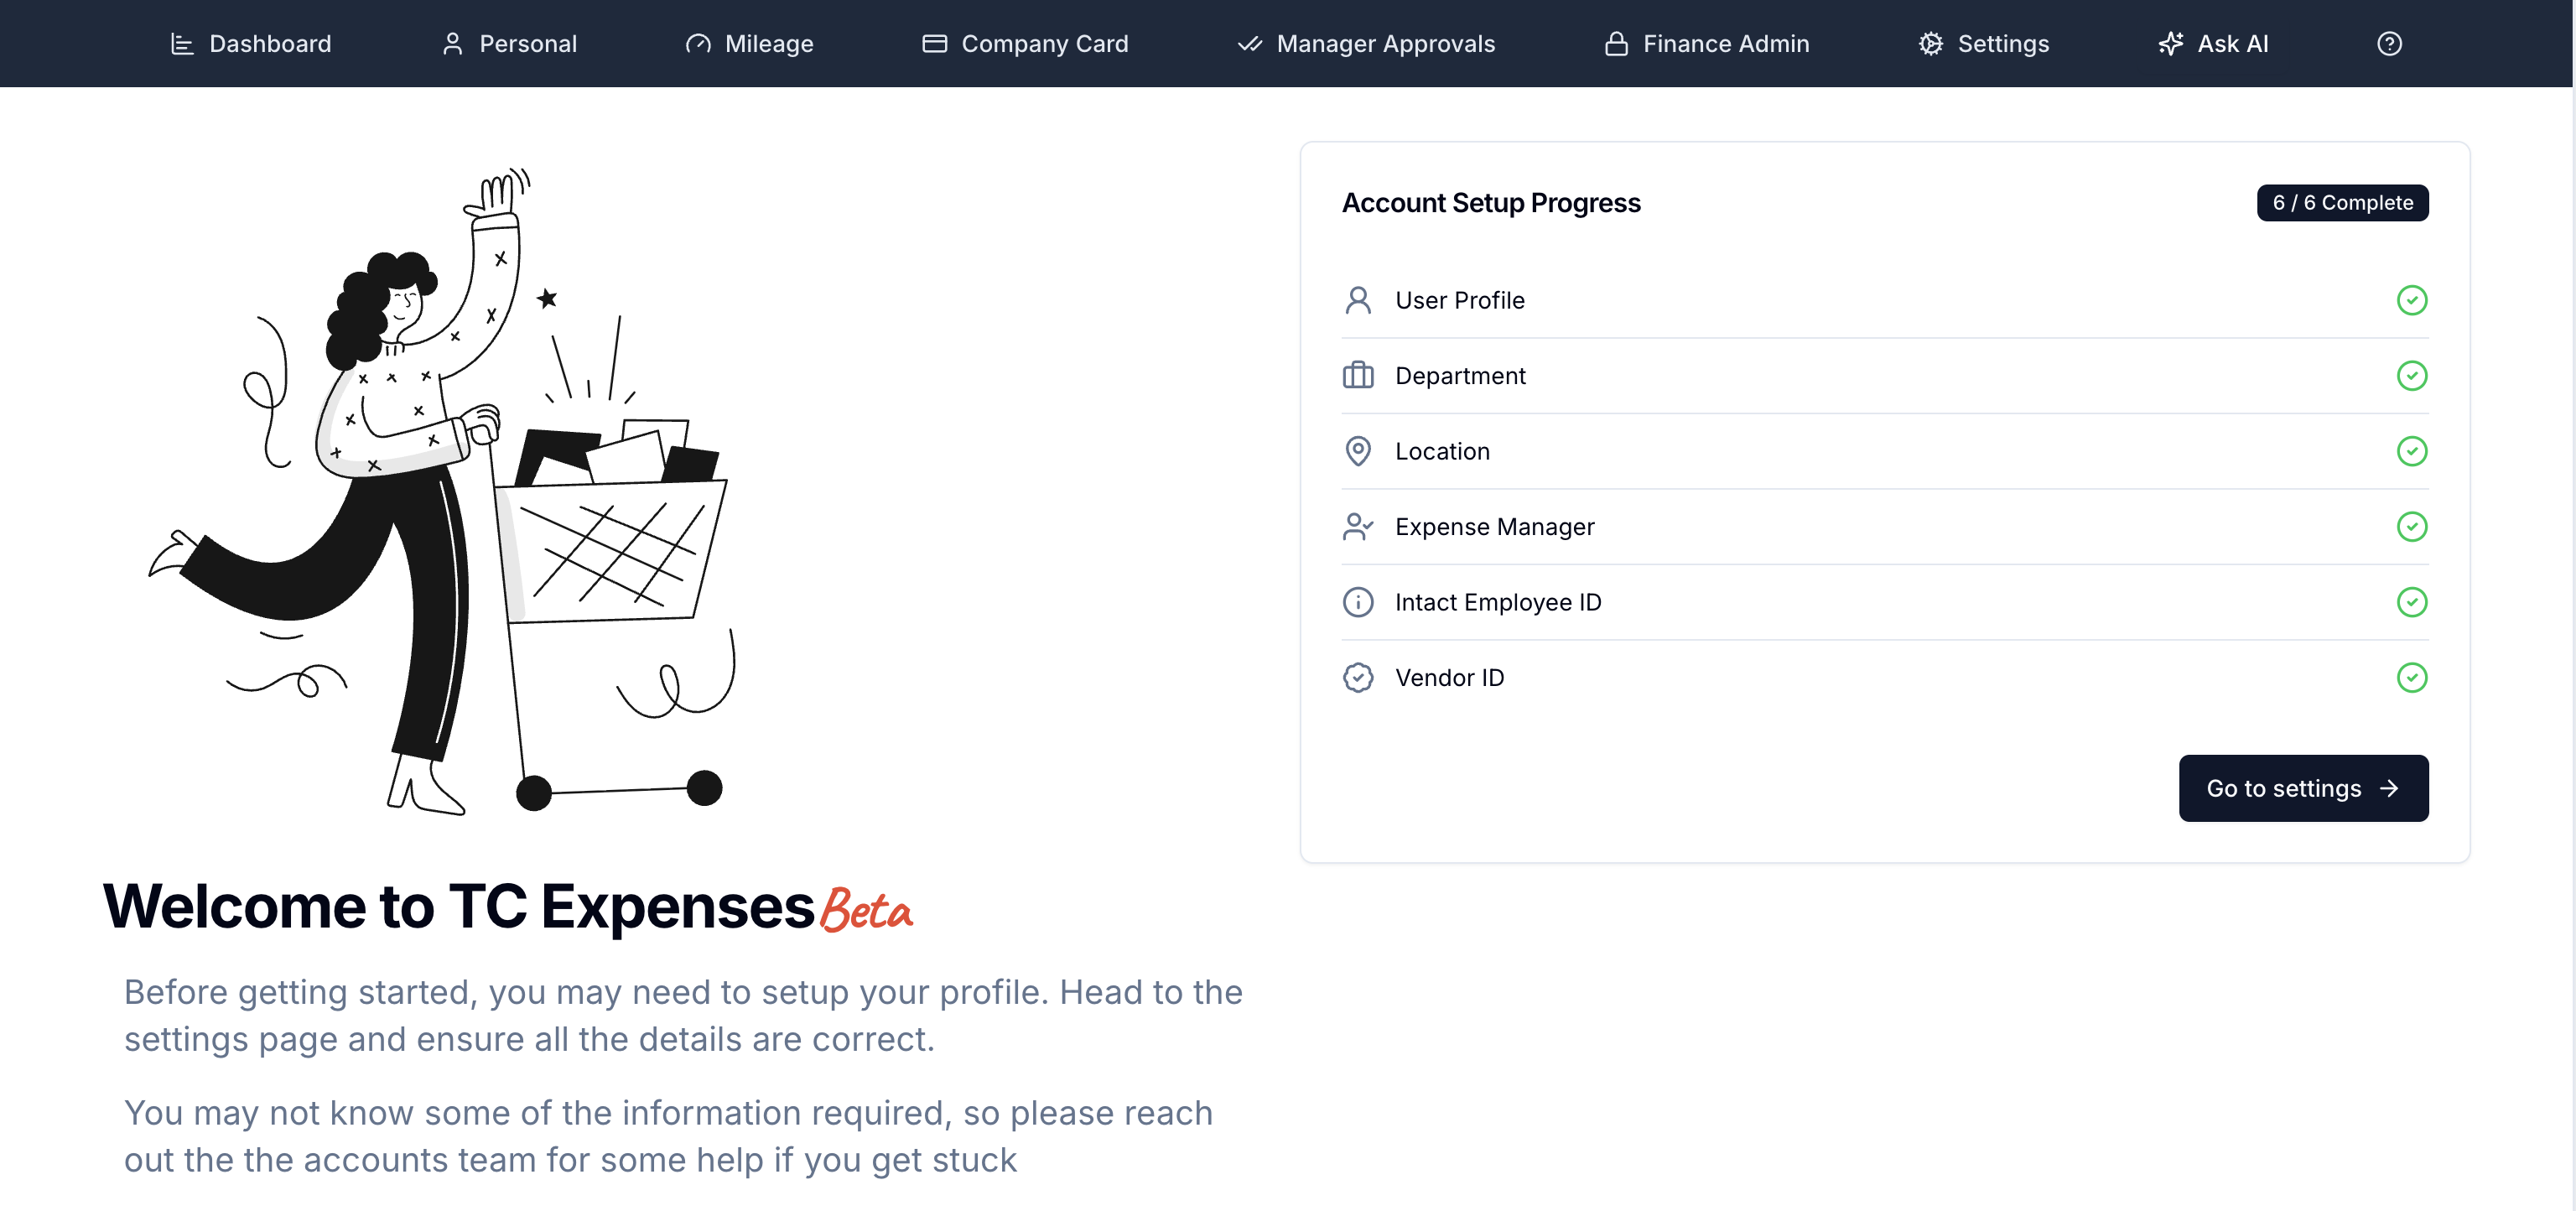 Dashboard
Personal
Mileage
Company Card
Manager Approvals
Finance Admin
Settings
Ask AI
Account Setup Progress
6 / 6 Complete
User Profile
Department
Location
Expense Manager
Intact Employee ID
Vendor ID
Go to settings
Welcome to TC Expenses Beta
Before getting started, you may need to setup your profile. Head to the
settings page and ensure all the details are correct.
You may not know some of the information required, so please reach
out the the accounts team for some help if you get stuck